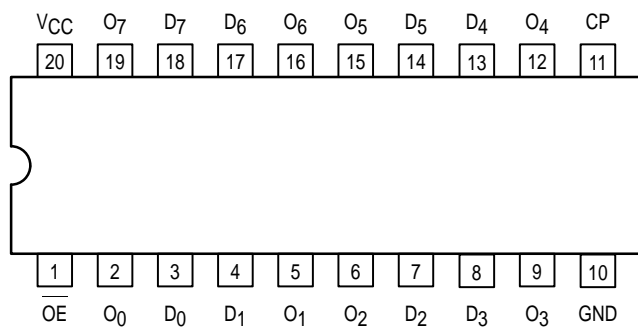 VCC O7 D7 D6 O6 O5 D5 D4 O4 CP
20 19 18 17 16 15 14 13 12 11
1 2 3 4 5 6 7 8 9 10
O̅E̅ O0 D0 D1 O1 O2 D2 D3 O3 GND